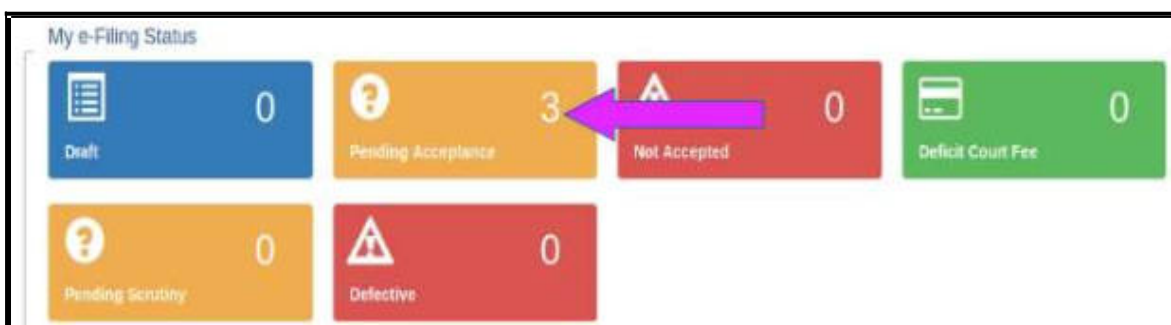 My e-Filing Status
0
Draft
3
Pending Acceptance
0
Not Accepted
0
Deficit Court Fee
0
Pending Scrutiny
0
Defective